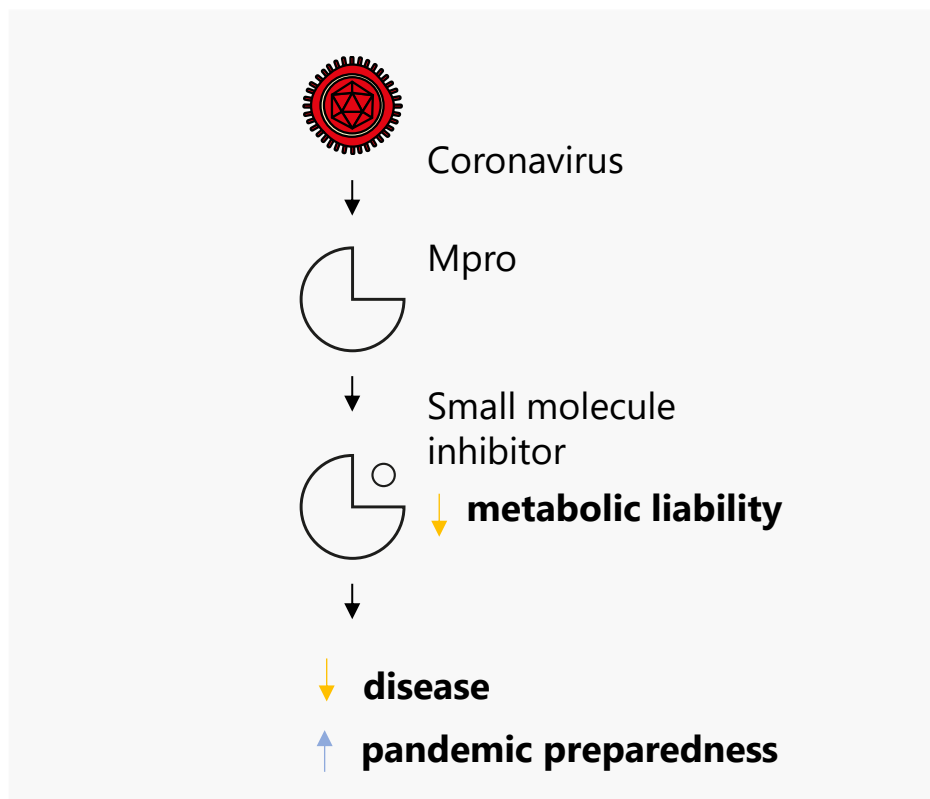 Coronavirus
Mpro
Small molecule
inhibitor
metabolic liability
disease
pandemic preparedness